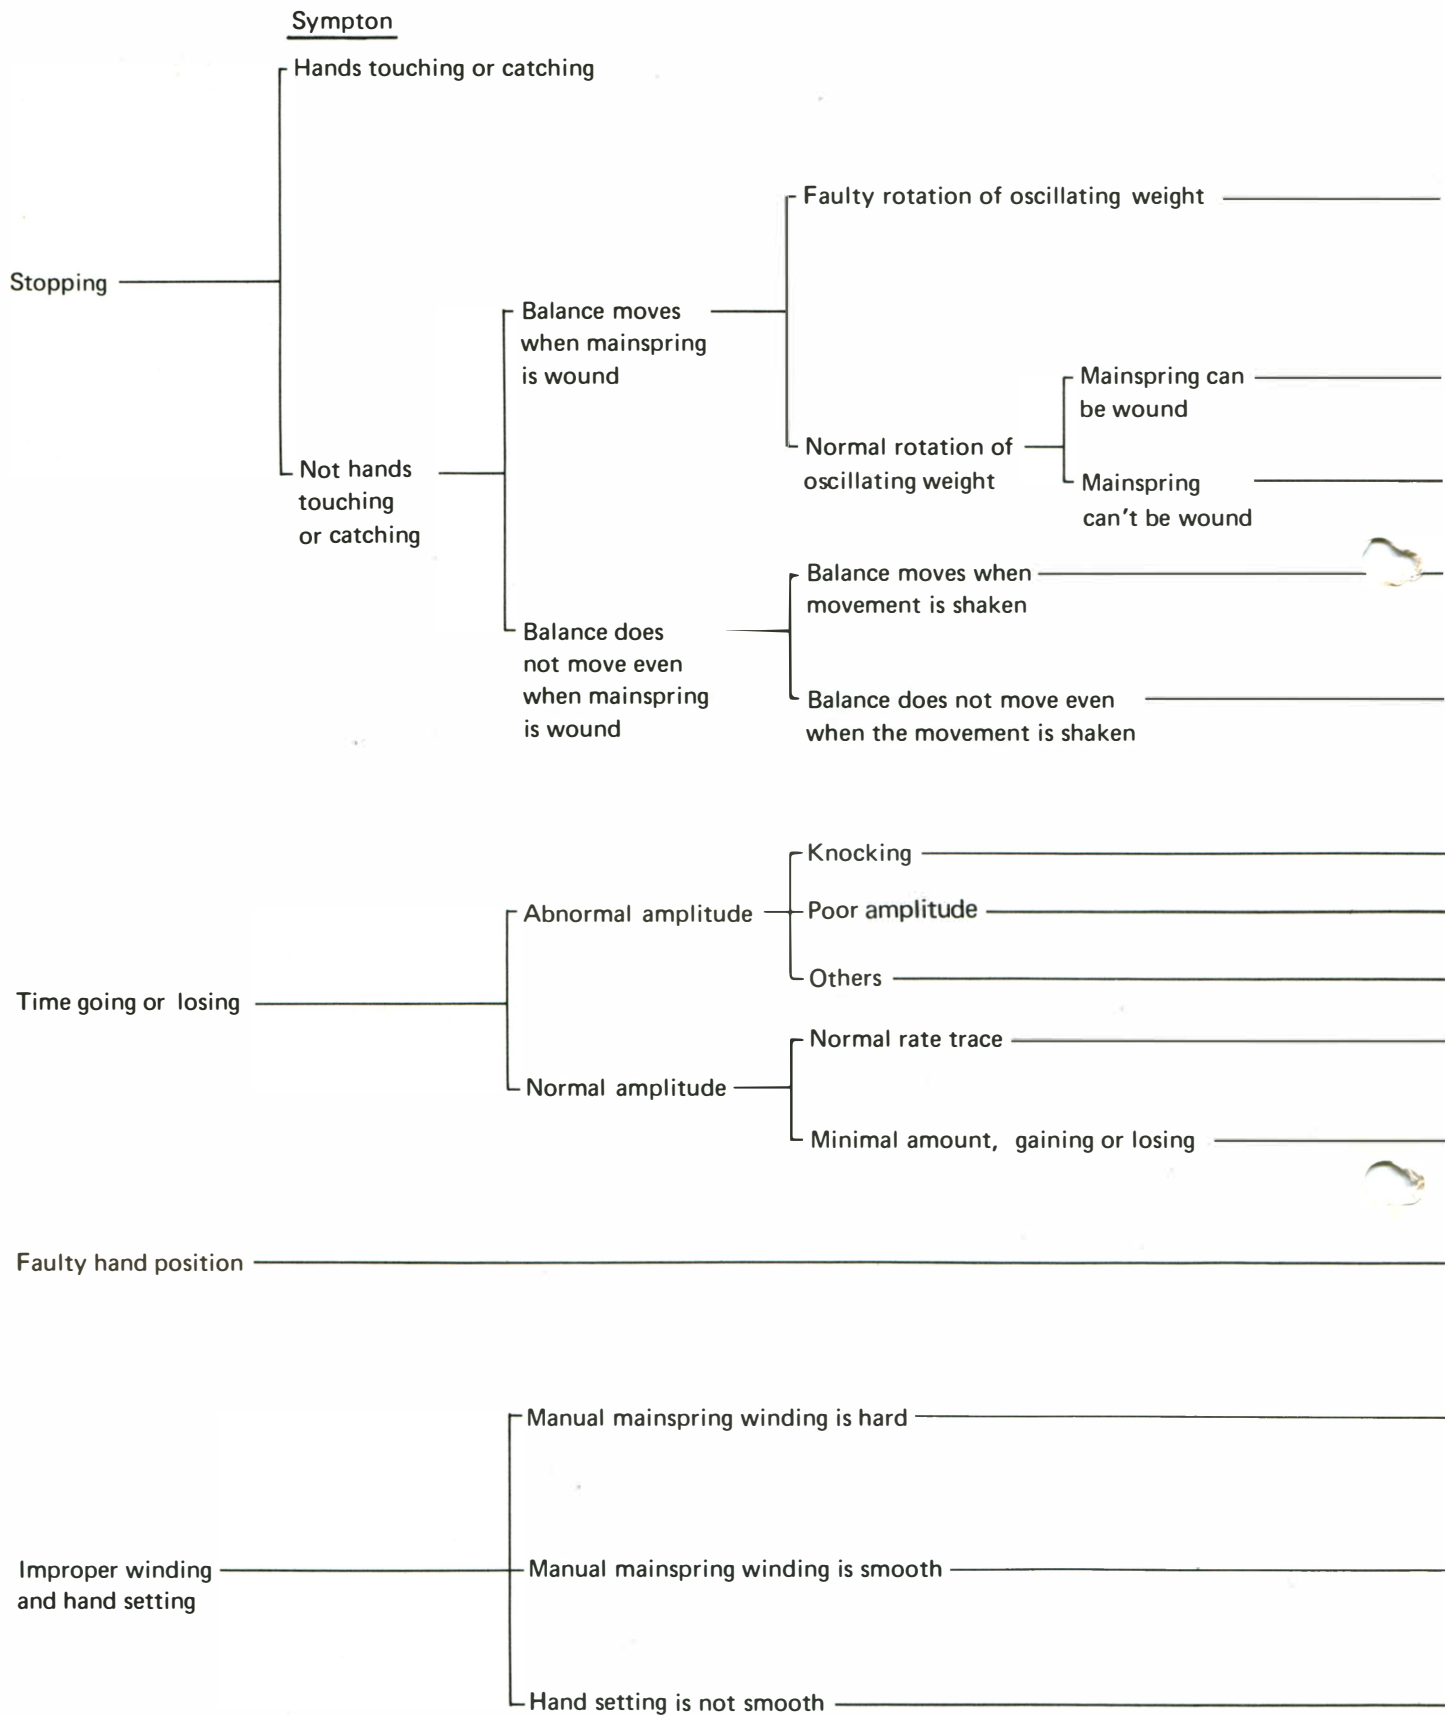 Sympton
Hands touching or catching
Faulty rotation of oscillating weight
Stopping
Balance moves
when mainspring
is wound
Mainspring can
be wound
Normal rotation of
oscillating weight
Mainspring
can't be wound
Not hands
touching
or catching
Balance moves when
movement is shaken
Balance does
not move even
when mainspring
is wound
Balance does not move even
when the movement is shaken
Knocking
Abnormal amplitude
Poor amplitude
Others
Time going or losing
Normal rate trace
Normal amplitude
Minimal amount, gaining or losing
Faulty hand position
Manual mainspring winding is hard
Improper winding
and hand setting
Manual mainspring winding is smooth
Hand setting is not smooth